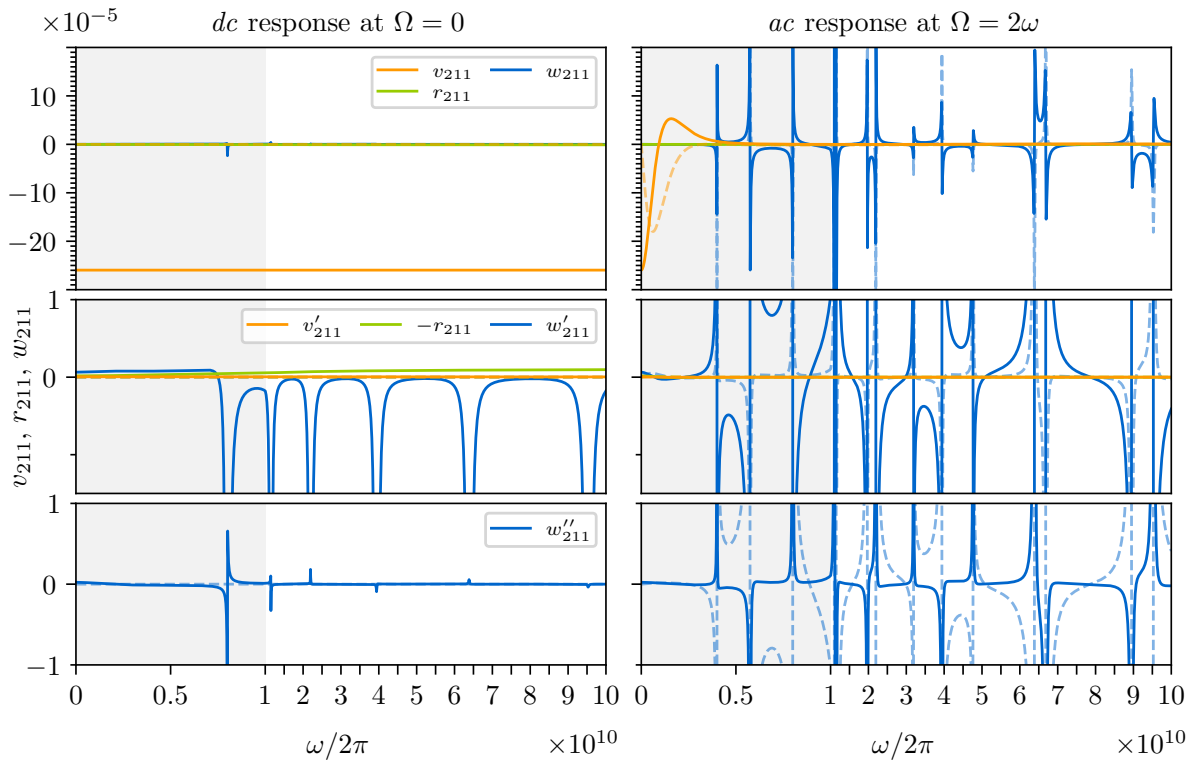 ×10⁻⁵
dc response at Ω = 0
ac response at Ω = 2ω
v₂₁₁ w₂₁₁
r₂₁₁
10
0
−10
−20
v₂₁₁, r₂₁₁, w₂₁₁
v′₂₁₁ −r₂₁₁ w′₂₁₁
1
0
w″₂₁₁
1
0
−1
0 0.5 1 2 3 4 5 6 7 8 9 10
0 0.5 1 2 3 4 5 6 7 8 9 10
ω/2π ×10¹⁰
ω/2π ×10¹⁰